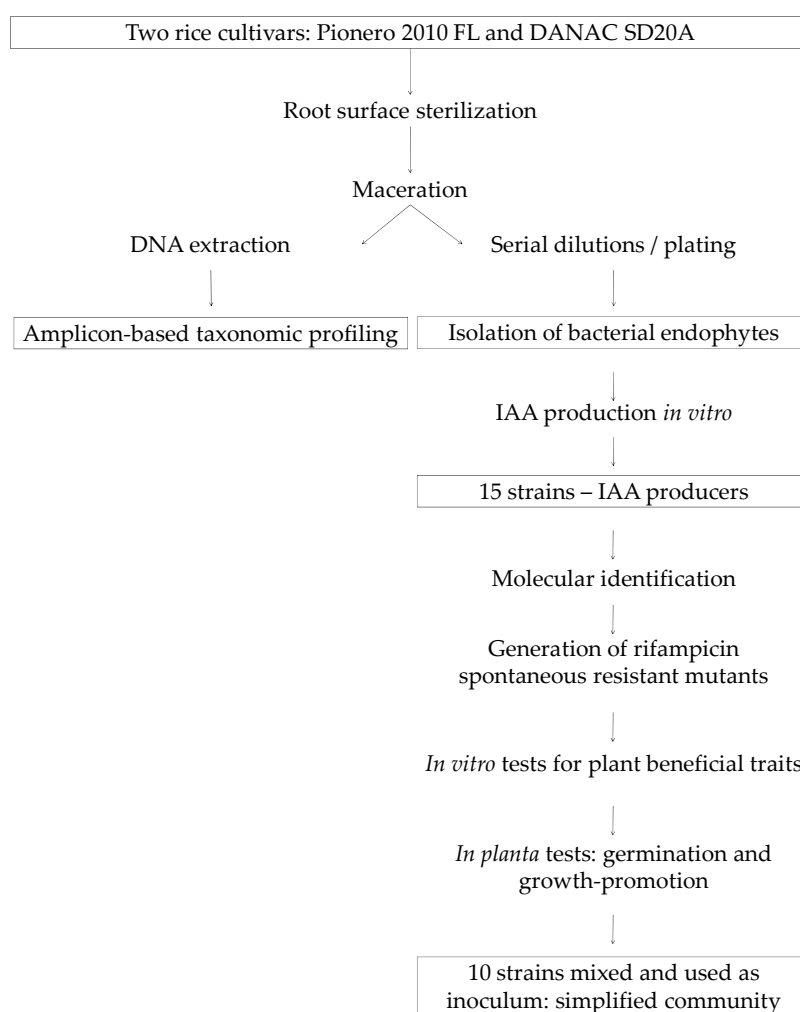 Two rice cultivars: Pionero 2010 FL and DANAC SD20A
Root surface sterilization
Maceration
DNA extraction
Serial dilutions / plating
Amplicon-based taxonomic profiling
Isolation of bacterial endophytes
IAA production in vitro
15 strains – IAA producers
Molecular identification
Generation of rifampicin
spontaneous resistant mutants
In vitro tests for plant beneficial traits
In planta tests: germination and
growth-promotion
10 strains mixed and used as
inoculum: simplified community